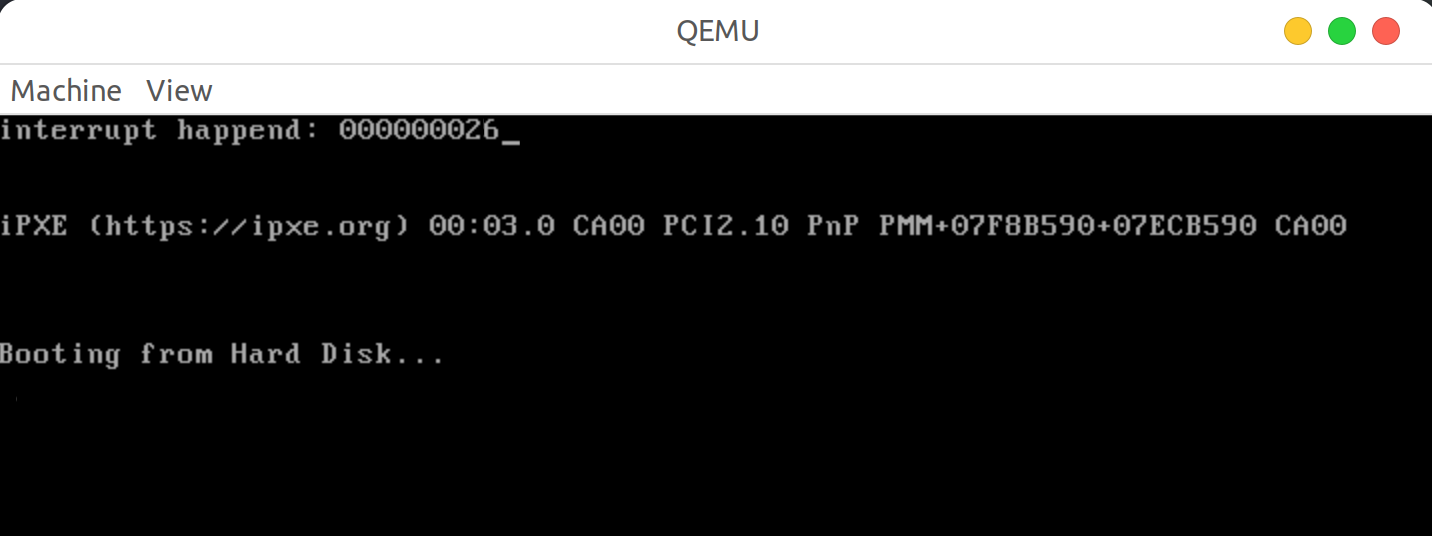 QEMU
Machine View
interrupt happend: 000000026_
iPXE (https://ipxe.org) 00:03.0 CA00 PCI2.10 PnP PMM+07F8B590+07ECB590 CA00
Booting from Hard Disk...